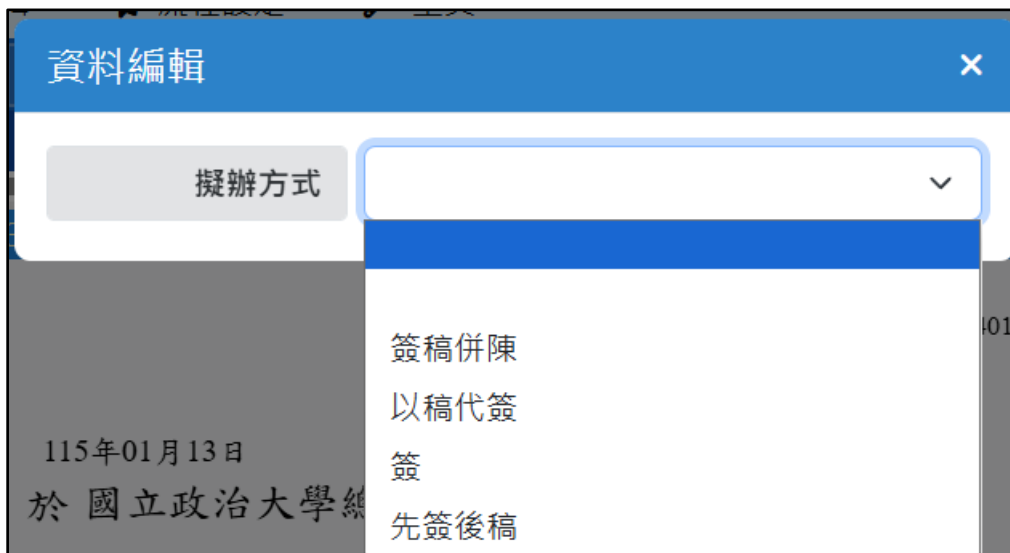 資料編輯
擬辦方式
簽稿併陳
以稿代簽
簽
先簽後稿
401
115年01月13日
於 國立政治大學總